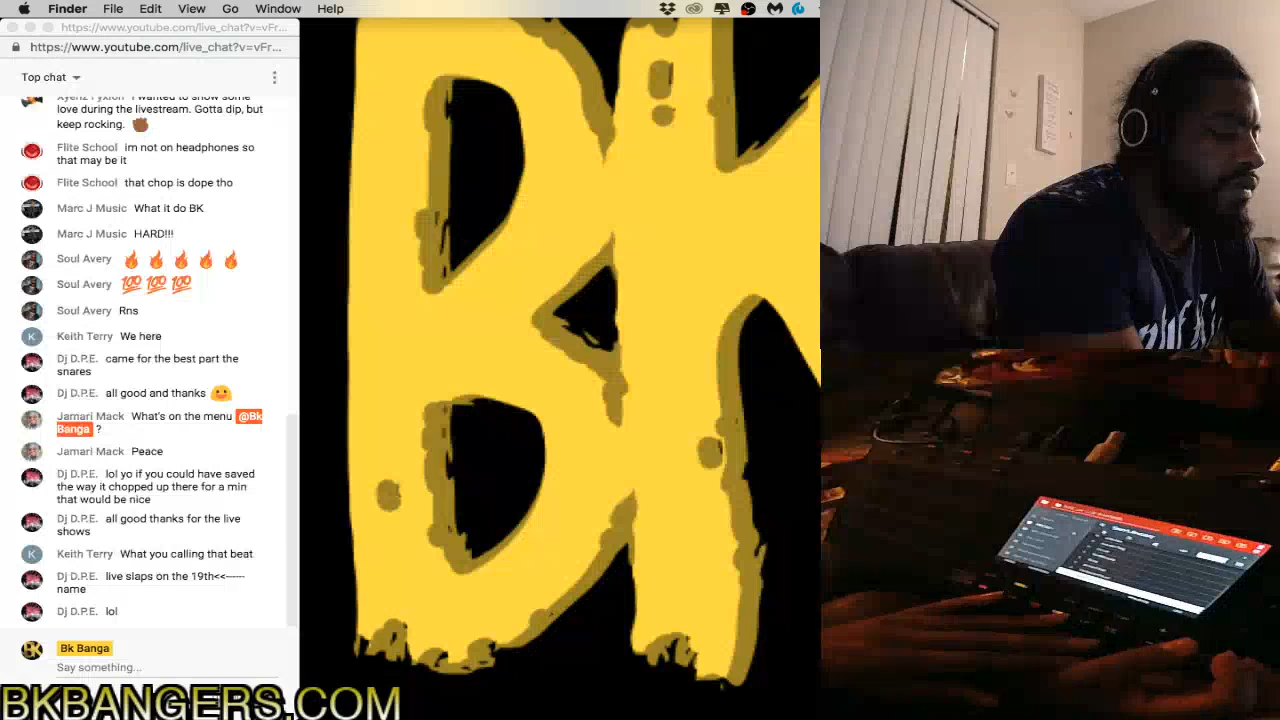 Finder File Edit View Go Window Help
https://www.youtube.com/live_chat?v=vFr...
https://www.youtube.com/live_chat?v=vFr...
Top chat
love during the livestream. Gotta dip, but
keep rocking.
Flite School im not on headphones so
that may be it
Flite School that chop is dope tho
Marc J Music What it do BK
Marc J Music HARD!!!
Soul Avery 🔥 🔥 🔥 🔥 🔥
Soul Avery 💯 💯 💯
Soul Avery Rns
K
Keith Terry We here
Dj D.P.E. came for the best part the
snares
Dj D.P.E. all good and thanks
Jamari Mack What's on the menu @Bk
Banga ?
Jamari Mack Peace
Dj D.P.E. lol yo if you could have saved
the way it chopped up there for a min
that would be nice
Dj D.P.E. all good thanks for the live
shows
K
Keith Terry What you calling that beat
Dj D.P.E. live slaps on the 19th<<------
name
Dj D.P.E. lol
BK
Bk Banga
Say something...
BKBANGERS.COM
BK